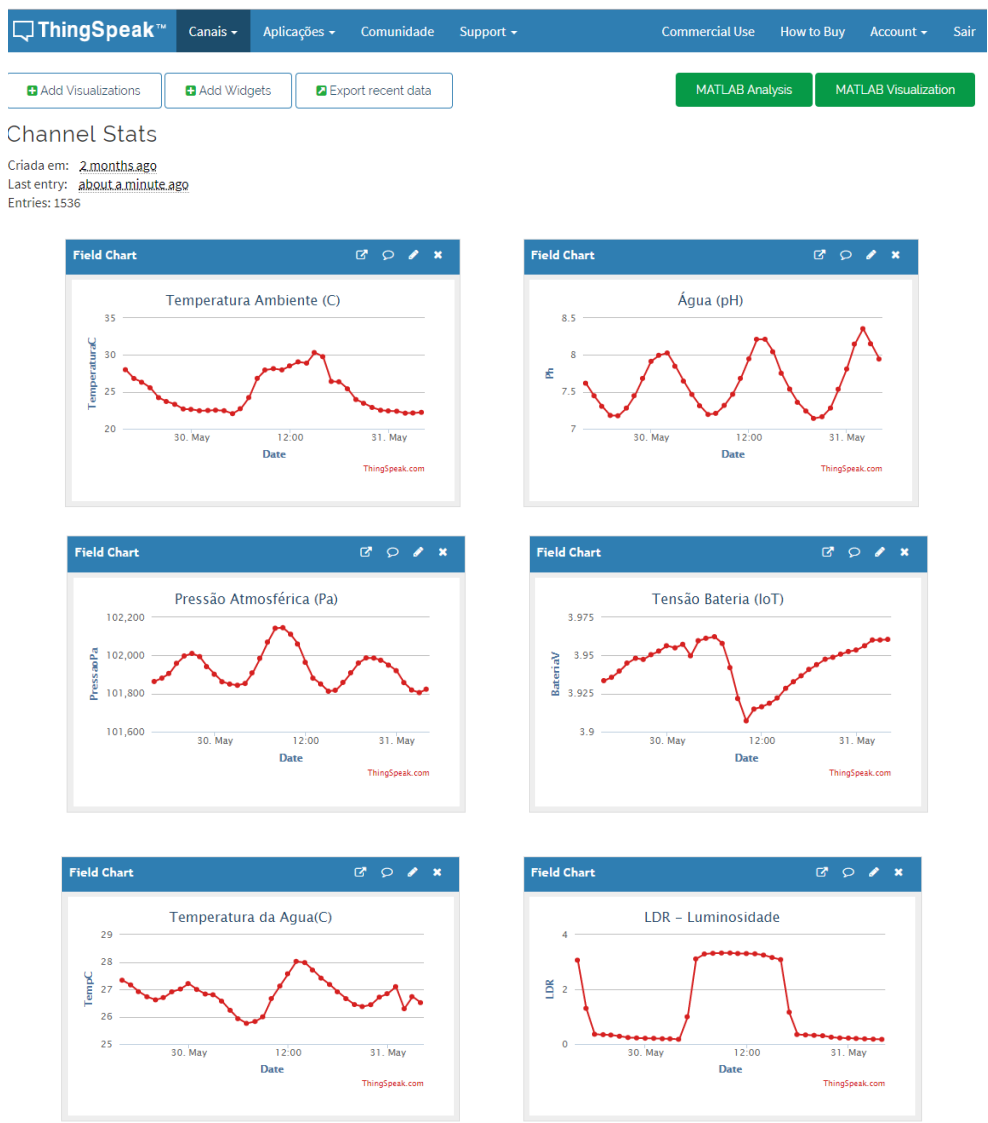 ThingSpeak™ Canais Aplicações Comunidade Support Commercial Use How to Buy Account Sair
Add Visualizations Add Widgets Export recent data MATLAB Analysis MATLAB Visualization
Channel Stats
Criada em: 2 months ago
Last entry: about a minute ago
Entries: 1536
Field Chart
Temperatura Ambiente (C)
TemperaturaC
35
30
25
20
30. May 12:00 31. May
Date
ThingSpeak.com
Field Chart
Água (pH)
Ph
8.5
8
7.5
7
30. May 12:00 31. May
Date
ThingSpeak.com
Field Chart
Pressão Atmosférica (Pa)
PressaoPa
102,200
102,000
101,800
101,600
30. May 12:00 31. May
Date
ThingSpeak.com
Field Chart
Tensão Bateria (IoT)
BateriaV
3.975
3.95
3.925
3.9
30. May 12:00 31. May
Date
ThingSpeak.com
Field Chart
Temperatura da Agua(C)
TempC
29
28
27
26
25
30. May 12:00 31. May
Date
ThingSpeak.com
Field Chart
LDR - Luminosidade
LDR
4
2
0
30. May 12:00 31. May
Date
ThingSpeak.com